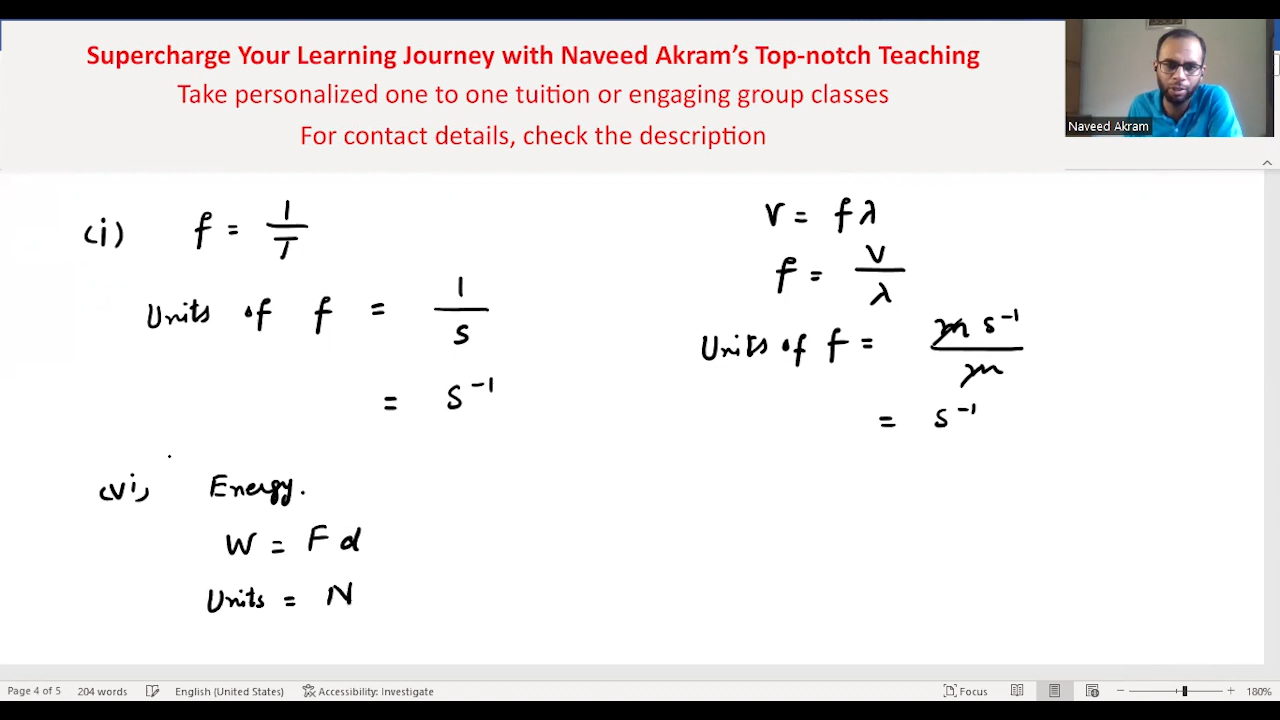 Supercharge Your Learning Journey with Naveed Akram’s Top-notch Teaching
Take personalized one to one tuition or engaging group classes
For contact details, check the description
Naveed Akram
(i) f = 1/T
Units of f = 1/s
= s⁻¹
v = fλ
f = v/λ
Units of f = m s⁻¹/m
= s⁻¹
(vi) Energy.
W = F d
Units = N
Page 4 of 5 204 words English (United States) Accessibility: Investigate Focus 180%